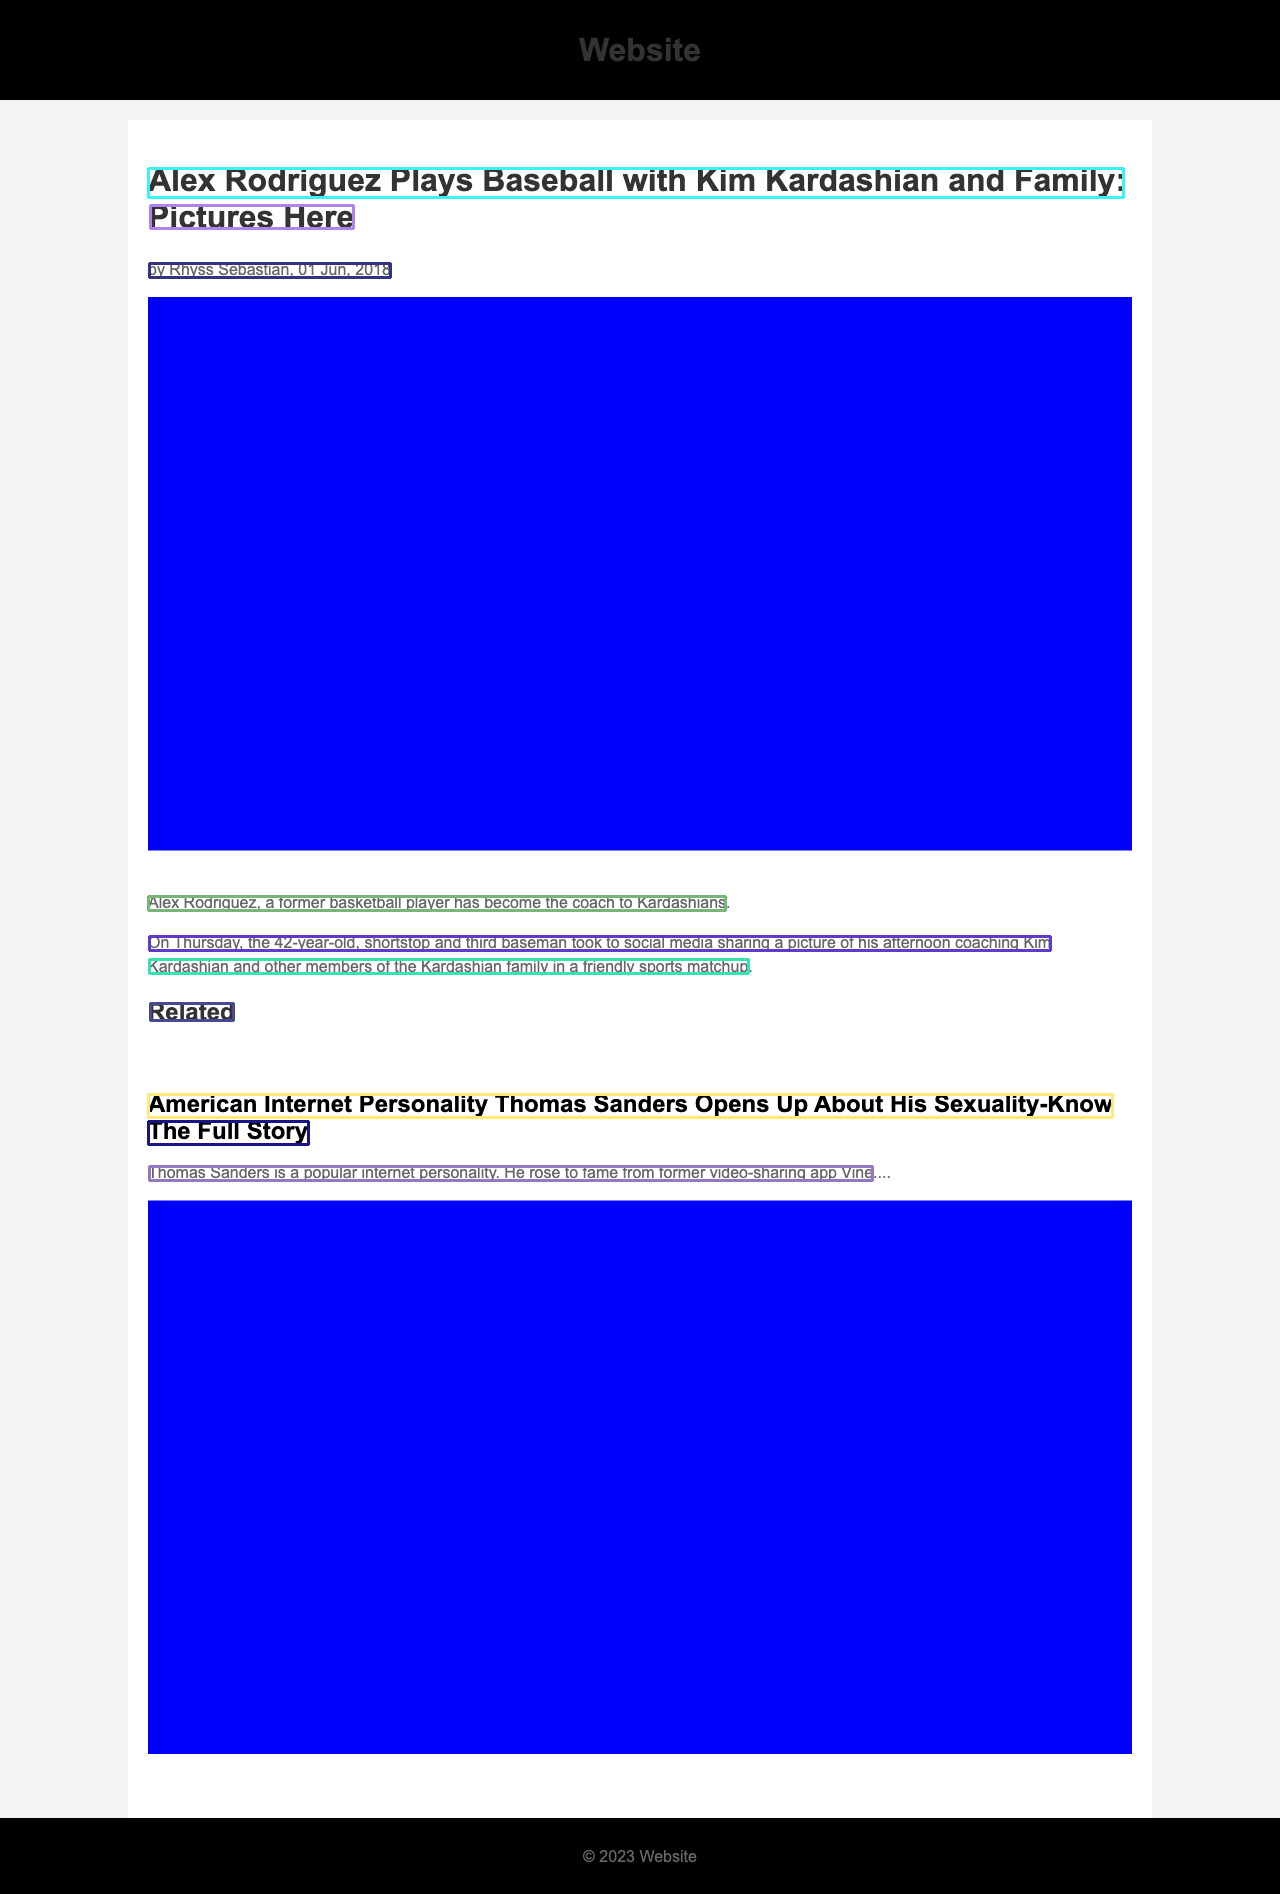 Website
Alex Rodriguez Plays Baseball with Kim Kardashian and Family:
Pictures Here
by Rhyss Sebastian, 01 Jun, 2018
Alex Rodriguez, a former basketball player has become the coach to Kardashians.
On Thursday, the 42-year-old, shortstop and third baseman took to social media sharing a picture of his afternoon coaching Kim
Kardashian and other members of the Kardashian family in a friendly sports matchup.
Related
American Internet Personality Thomas Sanders Opens Up About His Sexuality-Know
The Full Story
Thomas Sanders is a popular internet personality. He rose to fame from former video-sharing app Vine....
© 2023 Website